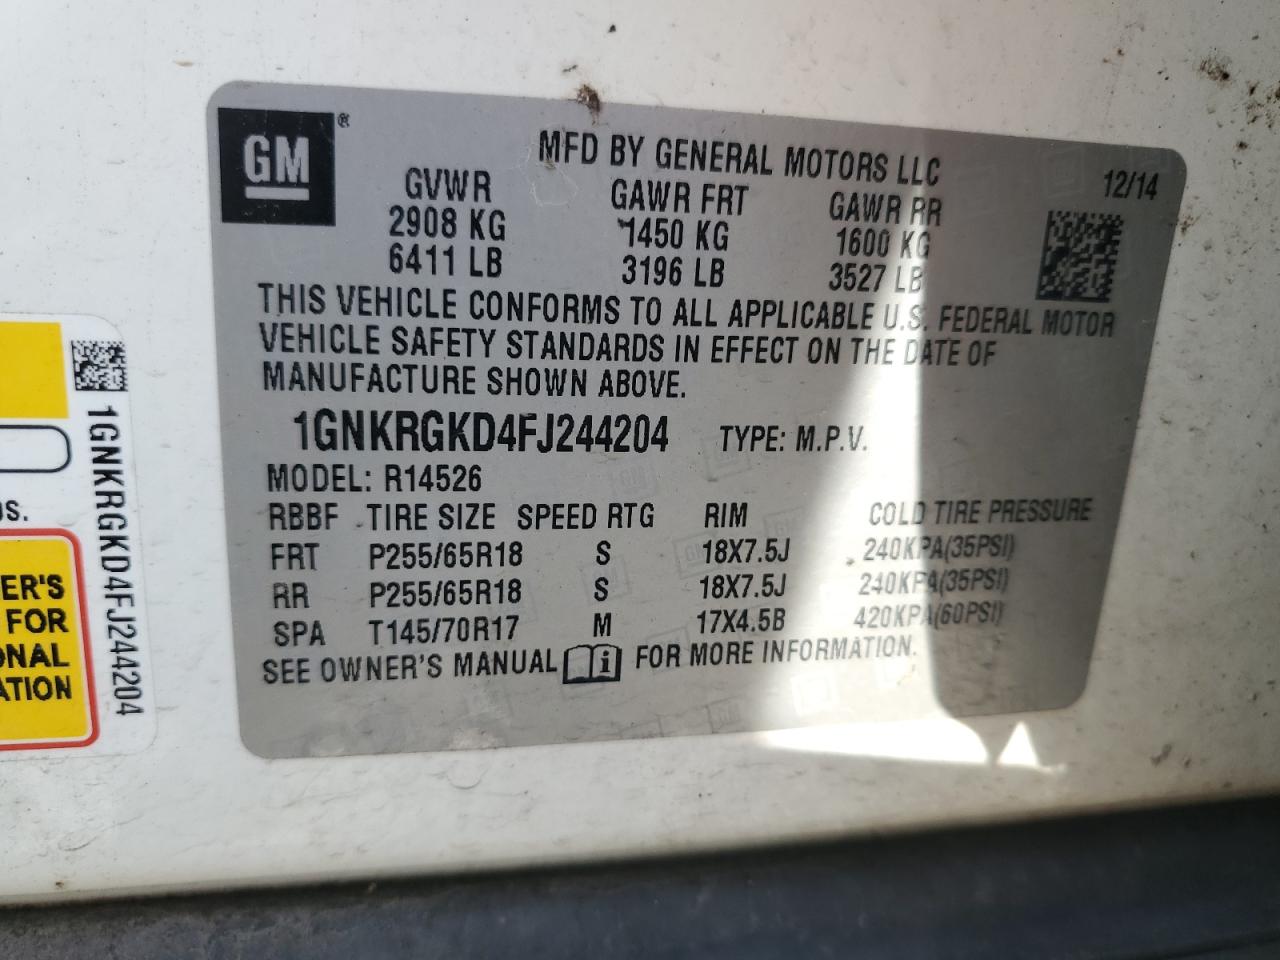 GM®
MFD BY GENERAL MOTORS LLC
12/14
GVWR GAWR FRT GAWR RR
2908 KG 1450 KG 1600 KG
6411 LB 3196 LB 3527 LB
THIS VEHICLE CONFORMS TO ALL APPLICABLE U.S. FEDERAL MOTOR
VEHICLE SAFETY STANDARDS IN EFFECT ON THE DATE OF
MANUFACTURE SHOWN ABOVE.
1GNKRGKD4FJ244204 TYPE: M.P.V.
MODEL: R14526
RBBF TIRE SIZE SPEED RTG RIM COLD TIRE PRESSURE
FRT P255/65R18 S 18X7.5J 240KPA(35PSI)
RR P255/65R18 S 18X7.5J 240KPA(35PSI)
SPA T145/70R17 M 17X4.5B 420KPA(60PSI)
SEE OWNER'S MANUAL i FOR MORE INFORMATION.
1GNKRGKD4FJ244204
ER'S
FOR
ONAL
ATION